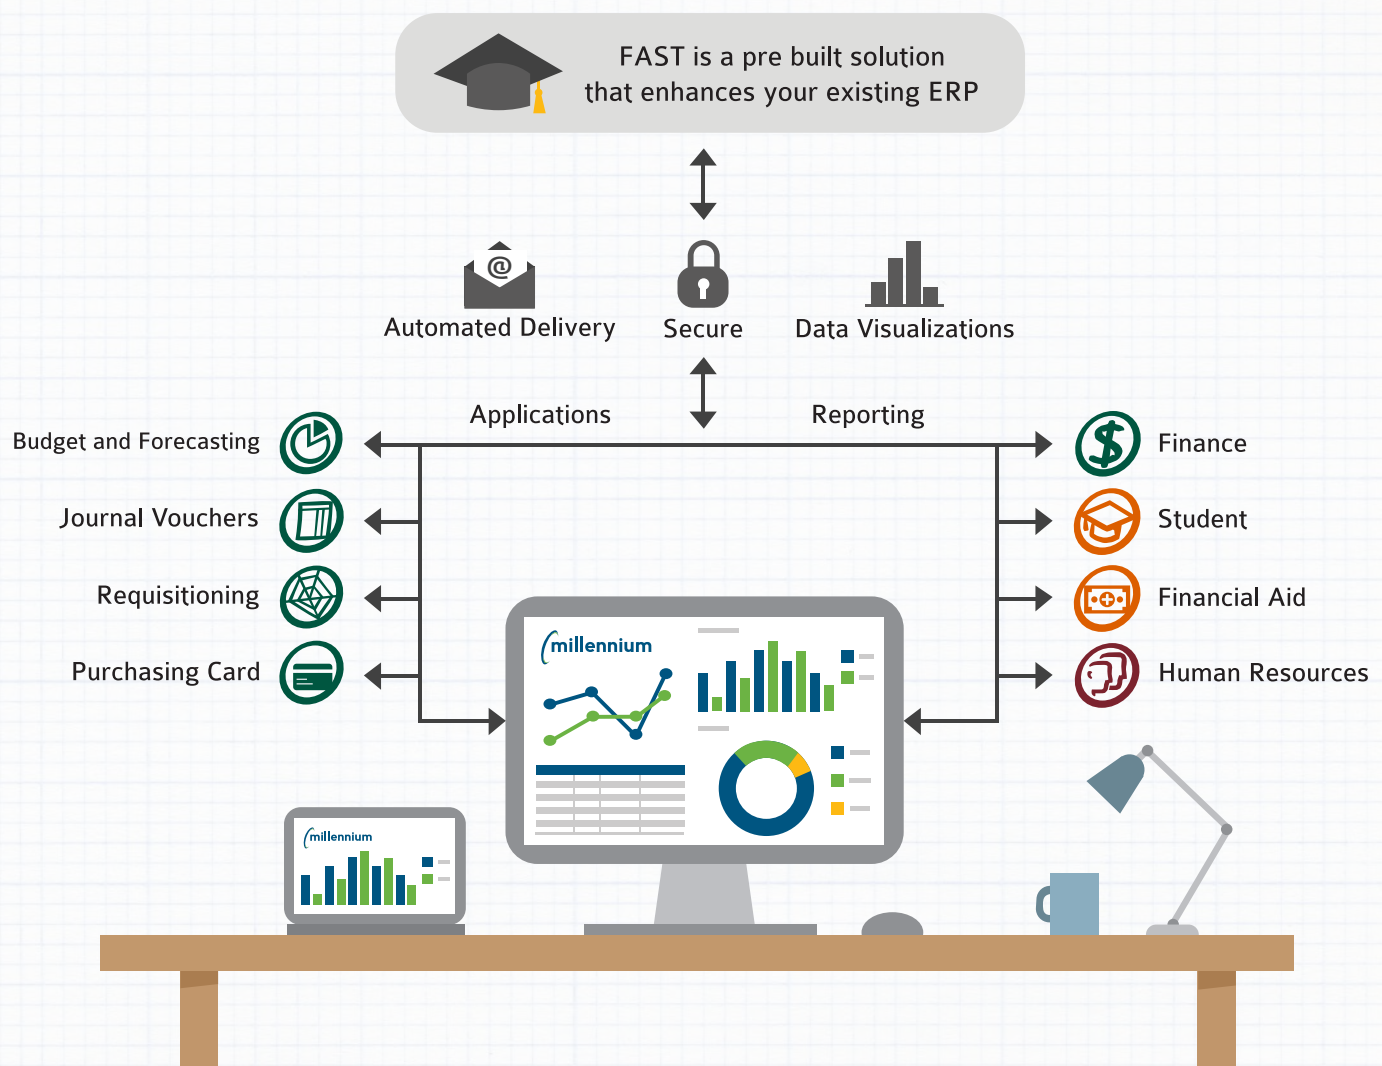 FAST is a pre built solution
that enhances your existing ERP
@
Automated Delivery
Secure
Data Visualizations
Applications
Reporting
Budget and Forecasting
Finance
Journal Vouchers
Student
Requisitioning
Financial Aid
Purchasing Card
Human Resources
millennium
millennium